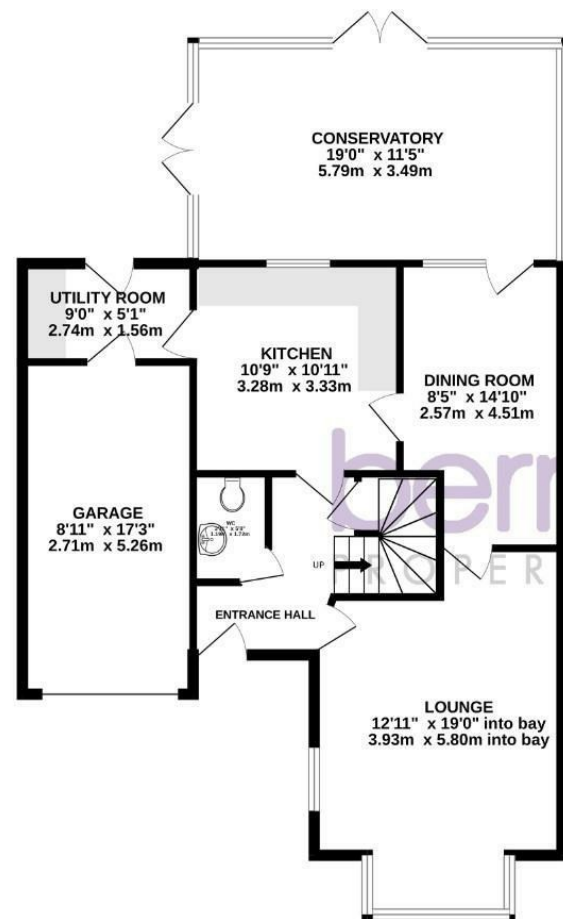 CONSERVATORY
19'0" x 11'5"
5.79m x 3.49m
UTILITY ROOM
9'0" x 5'1"
2.74m x 1.56m
KITCHEN
10'9" x 10'11"
3.28m x 3.33m
DINING ROOM
8'5" x 14'10"
2.57m x 4.51m
berr
PROPER
GARAGE
8'11" x 17'3"
2.71m x 5.26m
WC
UP
ENTRANCE HALL
LOUNGE
12'11" x 19'0" into bay
3.93m x 5.80m into bay